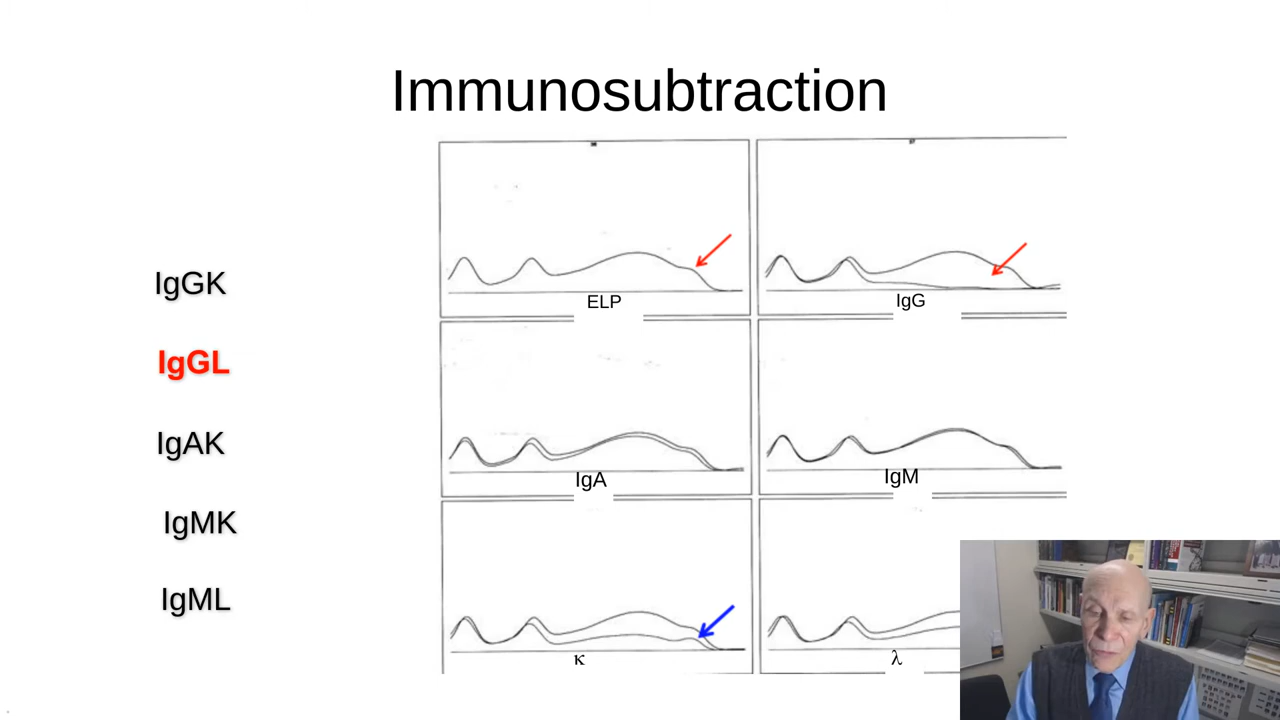 Immunosubtraction
IgGK
IgGL
IgAK
IgMK
IgML
ELP
IgG
IgA
IgM
κ
λ